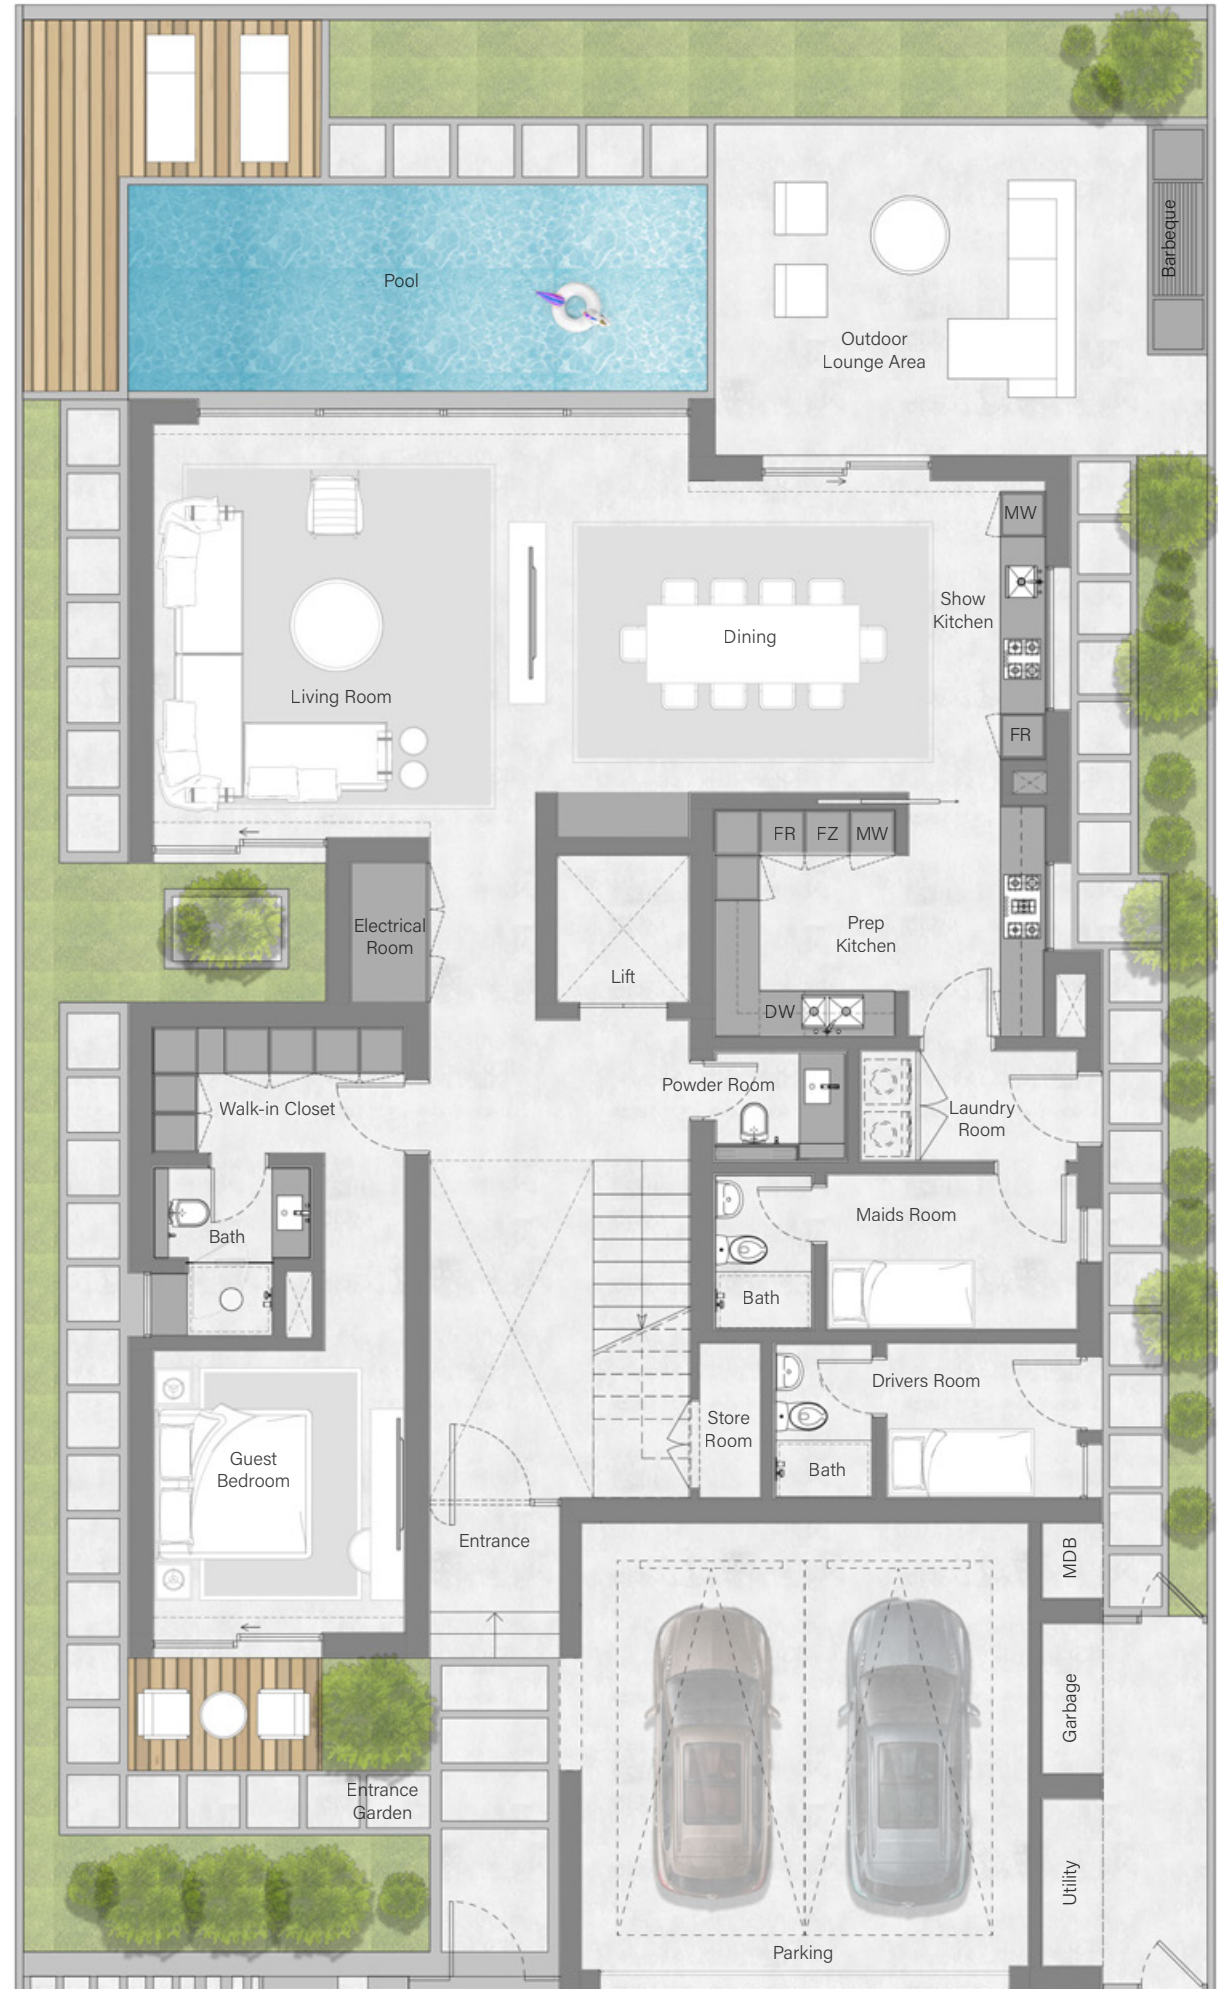 Pool
Barbeque
Outdoor
Lounge Area
MW
Show
Kitchen
Dining
Living Room
FR
FR
FZ
MW
Electrical
Room
Prep
Kitchen
Lift
DW
Powder Room
Walk-in Closet
Laundry
Room
Maids Room
Bath
Bath
Drivers Room
Store
Room
Guest
Bedroom
Bath
Entrance
MDB
Garbage
Entrance
Garden
Utility
Parking